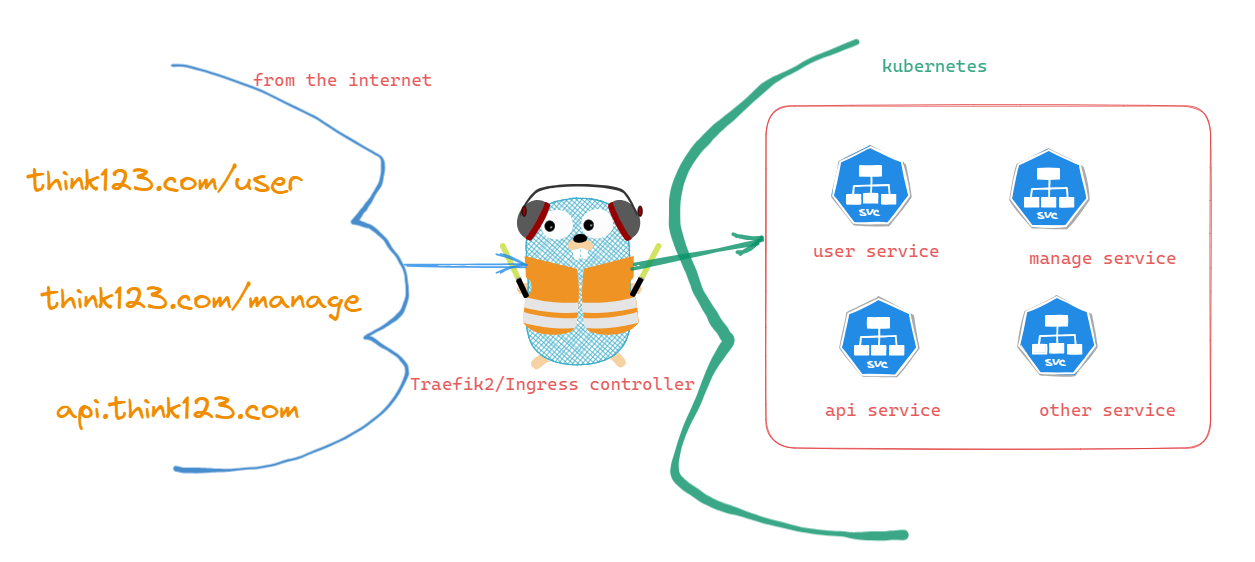 from the internet
kubernetes
think123.com/user
think123.com/manage
api.think123.com
Traefik2/Ingress controller
svc
user service
svc
manage service
svc
api service
svc
other service